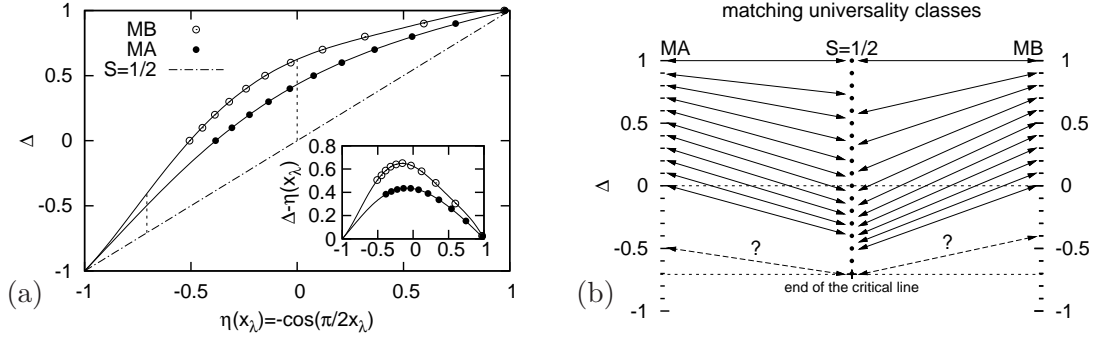 MB
MA
S=1/2
Δ
1
0.5
0
-0.5
-1
-1
-0.5
0
0.5
1
η(xλ)=-cos(π/2xλ)
Δ-η(xλ)
0.8
0.6
0.4
0.2
0
-1
-0.5
0
0.5
1
(a)
matching universality classes
MA
S=1/2
MB
Δ
1
0.5
0
-0.5
-1
1
0.5
0
-0.5
-1
?
?
end of the critical line
(b)